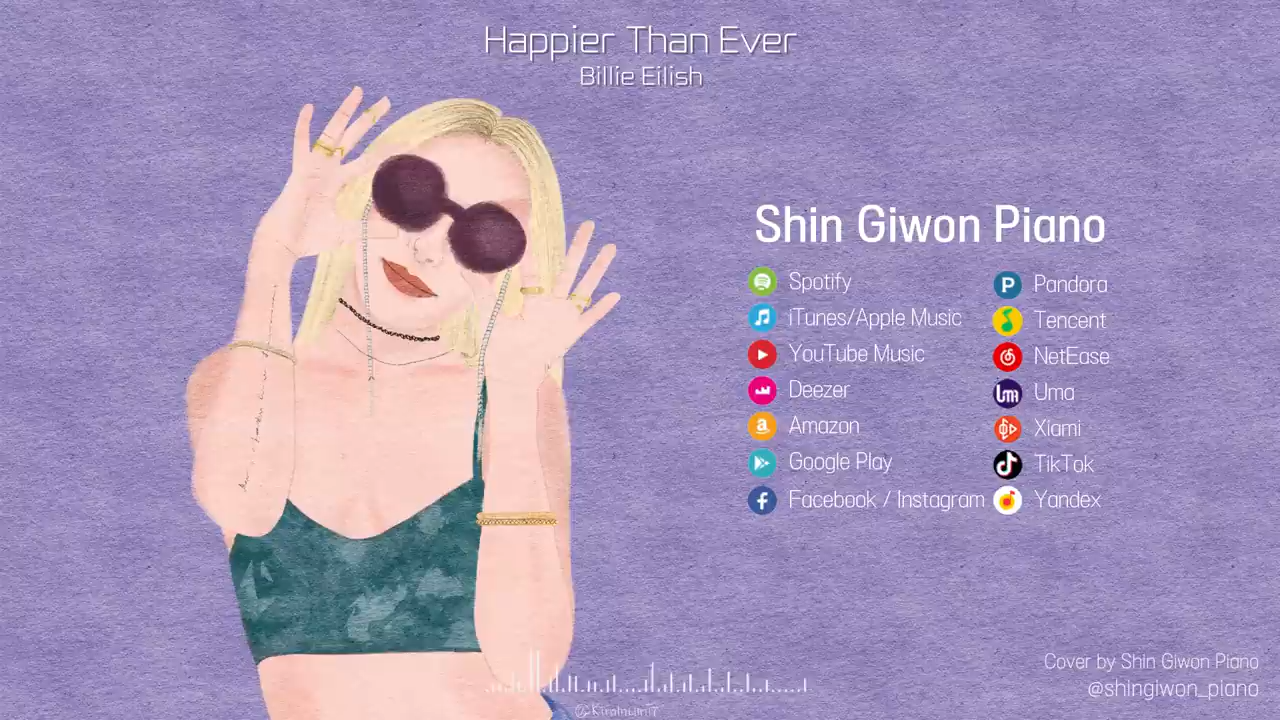 Happier Than Ever
Billie Eilish
Shin Giwon Piano
Spotify
iTunes/Apple Music
YouTube Music
Deezer
Amazon
Google Play
Facebook / Instagram
Pandora
Tencent
NetEase
Uma
Xiami
TikTok
Yandex
Cover by Shin Giwon Piano
@shingiwon_piano